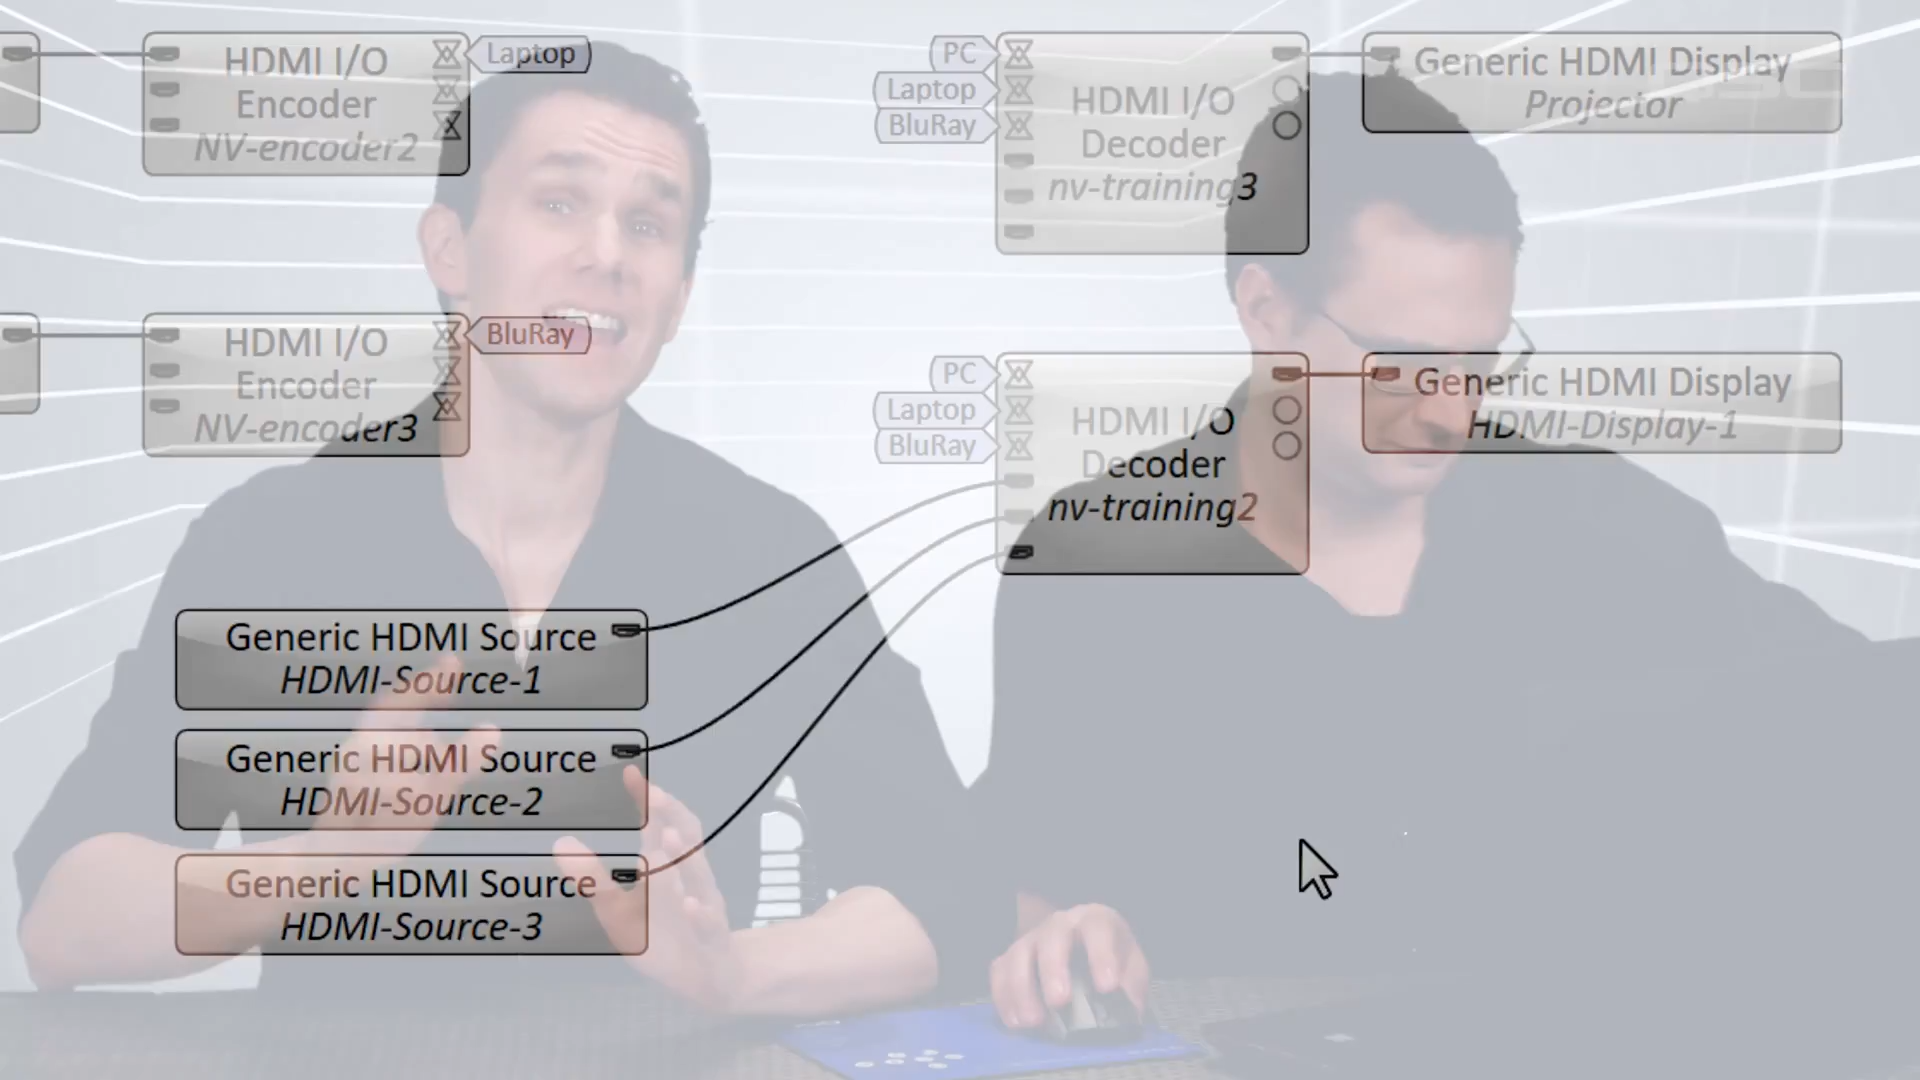 HDMI I/O
Encoder
NV-encoder2
Laptop
PC
Laptop
BluRay
HDMI I/O
Decoder
nv-training3
Generic HDMI Display
Projector
HDMI I/O
Encoder
NV-encoder3
BluRay
PC
Laptop
BluRay
HDMI I/O
Decoder
nv-training2
Generic HDMI Display
HDMI-Display-1
Generic HDMI Source
HDMI-Source-1
Generic HDMI Source
HDMI-Source-2
Generic HDMI Source
HDMI-Source-3